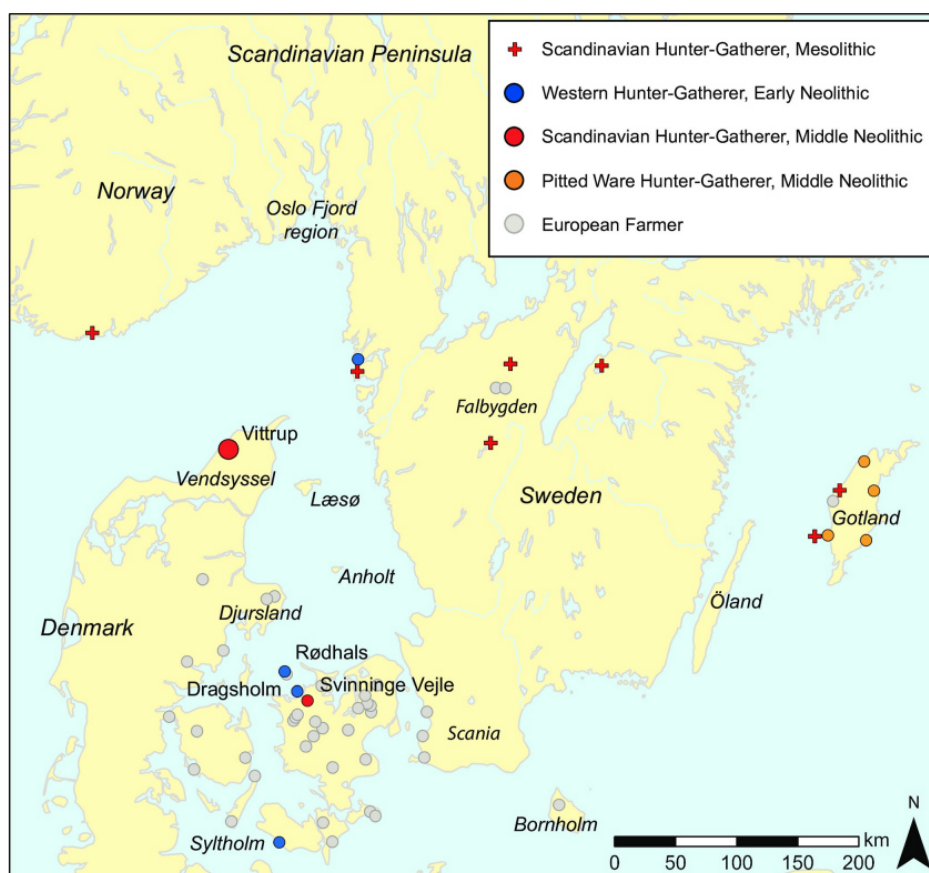 Scandinavian Peninsula
Scandinavian Hunter-Gatherer, Mesolithic
Western Hunter-Gatherer, Early Neolithic
Scandinavian Hunter-Gatherer, Middle Neolithic
Pitted Ware Hunter-Gatherer, Middle Neolithic
European Farmer
Norway
Oslo Fjord
region
Falbygden
Vittrup
Vendsyssel
Læsø
Sweden
Gotland
Anholt
Öland
Djursland
Denmark
Rødhals
Dragsholm
Svinninge Vejle
Scania
Syltholm
Bornholm
N
km
0 50 100 150 200